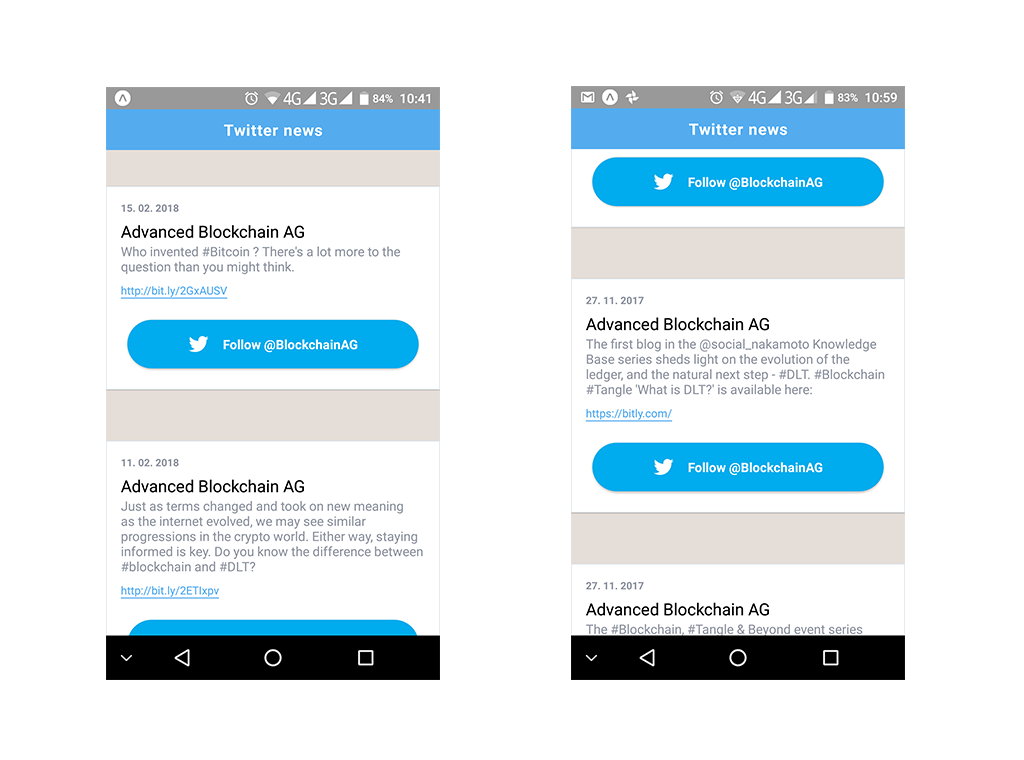 4G 3G 84% 10:41
Twitter news
15. 02. 2018
Advanced Blockchain AG
Who invented #Bitcoin ? There's a lot more to the
question than you might think.
http://bit.ly/2GxAUSV
Follow @BlockchainAG
11. 02. 2018
Advanced Blockchain AG
Just as terms changed and took on new meaning
as the internet evolved, we may see similar
progressions in the crypto world. Either way, staying
informed is key. Do you know the difference between
#blockchain and #DLT?
http://bit.ly/2ETIxpv
4G 3G 83% 10:59
Twitter news
Follow @BlockchainAG
27. 11. 2017
Advanced Blockchain AG
The first blog in the @social_nakamoto Knowledge
Base series sheds light on the evolution of the
ledger, and the natural next step - #DLT. #Blockchain
#Tangle 'What is DLT?' is available here:
https://bitly.com/
Follow @BlockchainAG
27. 11. 2017
Advanced Blockchain AG
The #Blockchain, #Tangle & Beyond event series